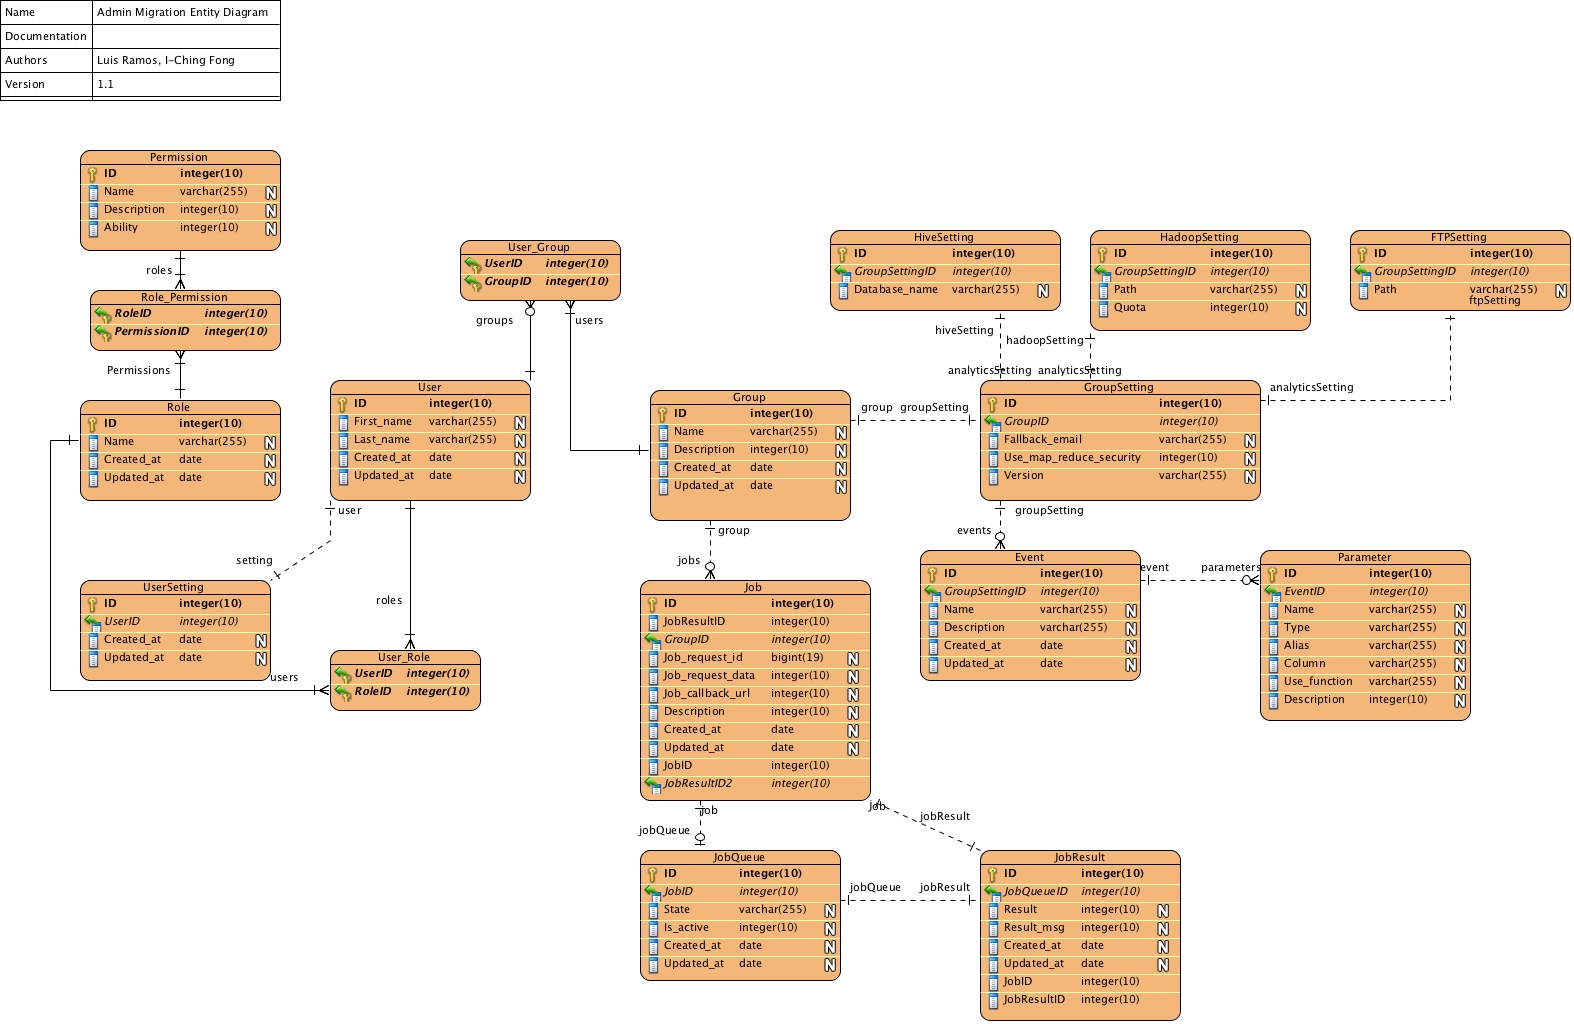 Name Admin Migration Entity Diagram
Documentation
Authors Luis Ramos, I-Ching Fong
Version 1.1
Permission
ID integer(10)
Name varchar(255) N
Description integer(10) N
Ability integer(10) N
roles
Role_Permission
RoleID integer(10)
PermissionID integer(10)
Permissions
Role
ID integer(10)
Name varchar(255) N
Created_at date N
Updated_at date N
User_Group
UserID integer(10)
GroupID integer(10)
groups
users
User
ID integer(10)
First_name varchar(255) N
Last_name varchar(255) N
Created_at date N
Updated_at date N
user
setting
UserSetting
ID integer(10)
UserID integer(10)
Created_at date N
Updated_at date N
users
roles
User_Role
UserID integer(10)
RoleID integer(10)
Group
ID integer(10)
Name varchar(255) N
Description integer(10) N
Created_at date N
Updated_at date N
group groupSetting
group
jobs
HiveSetting
ID integer(10)
GroupSettingID integer(10)
Database_name varchar(255) N
hiveSetting
analyticsSetting
HadoopSetting
ID integer(10)
GroupSettingID integer(10)
Path varchar(255) N
Quota integer(10) N
hadoopSetting
analyticsSetting
FTPSetting
ID integer(10)
GroupSettingID integer(10)
Path varchar(255) N
ftpSetting
analyticsSetting
GroupSetting
ID integer(10)
GroupID integer(10)
Fallback_email varchar(255) N
Use_map_reduce_security integer(10) N
Version varchar(255) N
groupSetting
events
Event
ID integer(10)
GroupSettingID integer(10)
Name varchar(255) N
Description varchar(255) N
Created_at date N
Updated_at date N
event parameters
Parameter
ID integer(10)
EventID integer(10)
Name varchar(255) N
Type varchar(255) N
Alias varchar(255) N
Column varchar(255) N
Use_function varchar(255) N
Description integer(10) N
Job
ID integer(10)
JobResultID integer(10)
GroupID integer(10)
Job_request_id bigint(19) N
Job_request_data integer(10) N
Job_callback_url integer(10) N
Description integer(10) N
Created_at date N
Updated_at date N
JobID integer(10)
JobResultID2 integer(10)
job
jobQueue
job
jobResult
JobQueue
ID integer(10)
JobID integer(10)
State varchar(255) N
Is_active integer(10) N
Created_at date N
Updated_at date N
jobQueue jobResult
JobResult
ID integer(10)
JobQueueID integer(10)
Result integer(10) N
Result_msg integer(10) N
Created_at date N
Updated_at date N
JobID integer(10)
JobResultID integer(10)